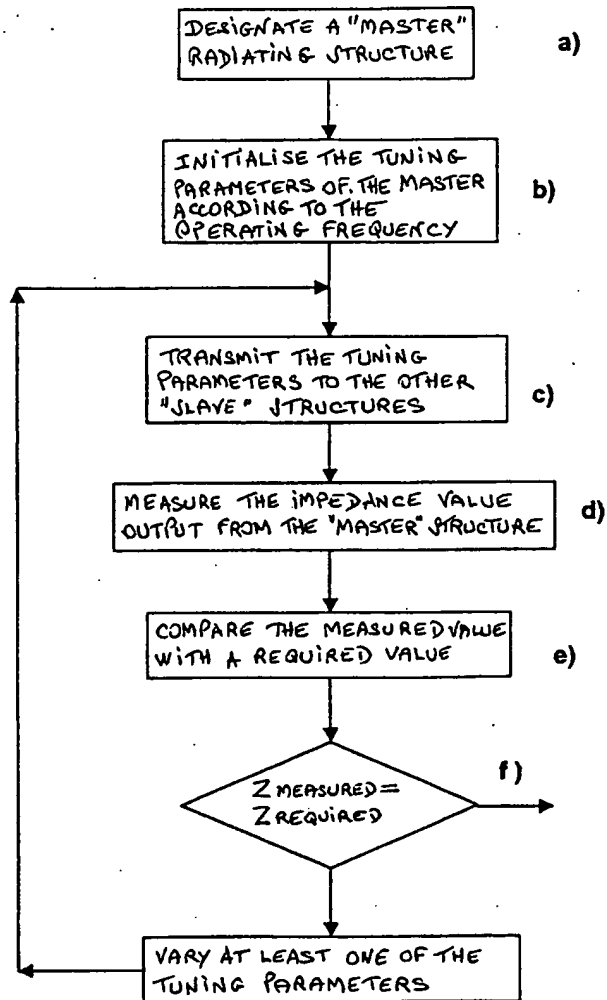 DESIGNATE A "MASTER"
RADIATING STRUCTURE
a)
INITIALISE THE TUNING
PARAMETERS OF THE MASTER
ACCORDING TO THE
OPERATING FREQUENCY
b)
TRANSMIT THE TUNING
PARAMETERS TO THE OTHER
"SLAVE" STRUCTURES
c)
MEASURE THE IMPEDANCE VALUE
OUTPUT FROM THE "MASTER" STRUCTURE
d)
COMPARE THE MEASURED VALUE
WITH A REQUIRED VALUE
e)
f)
Z MEASURED =
Z REQUIRED
VARY AT LEAST ONE OF THE
TUNING PARAMETERS